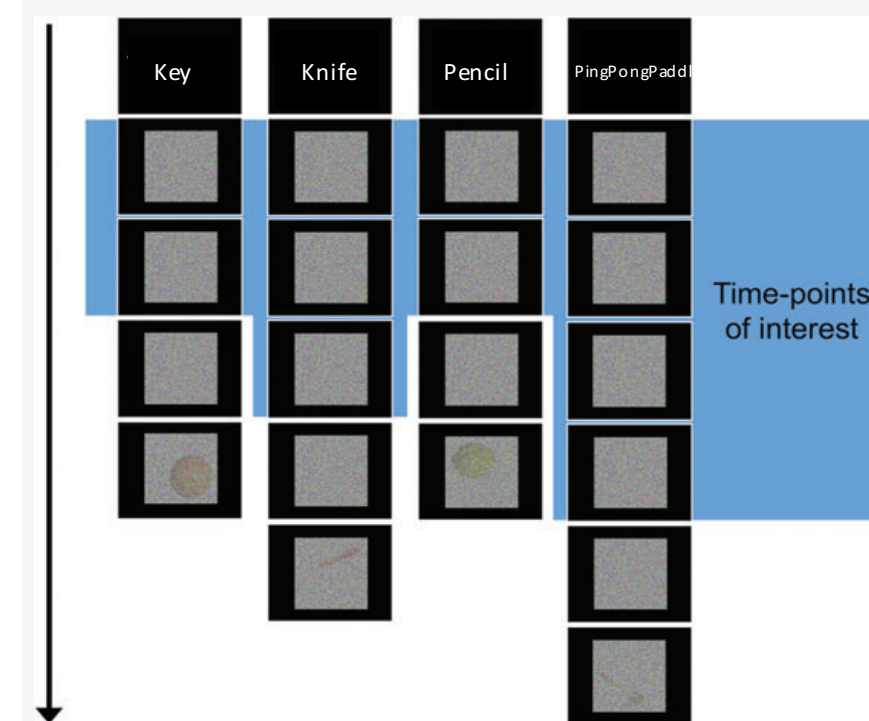 Key
Knife
Pencil
PingPongPaddl
Time-points
of interest